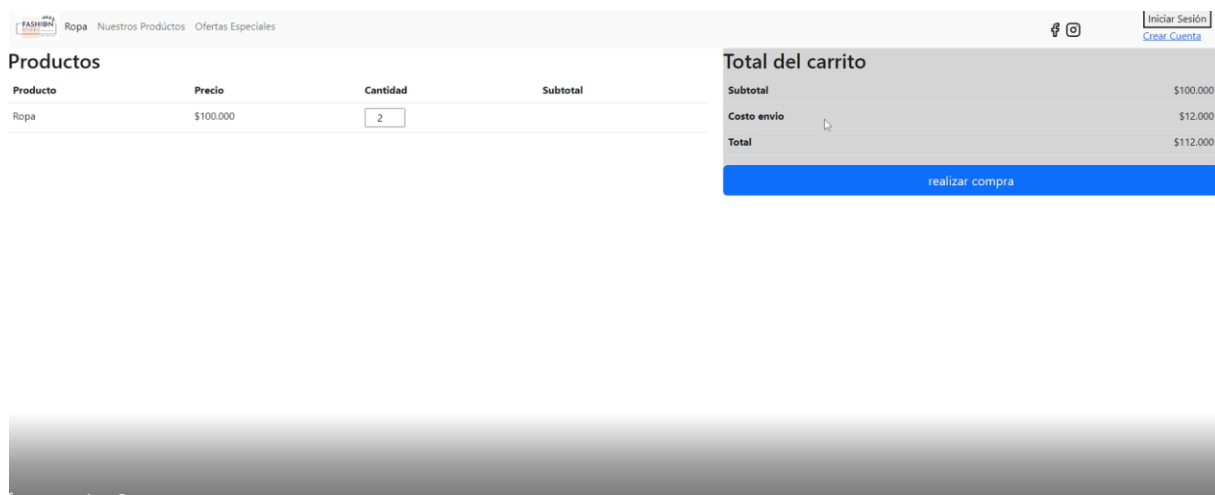 FASHION
Ropa Nuestros Prodúctos Ofertas Especiales
Iniciar Sesión
Crear Cuenta
Productos
Producto Precio Cantidad Subtotal
Ropa $100.000 2
Total del carrito
Subtotal $100.000
Costo envio $12.000
Total $112.000
realizar compra